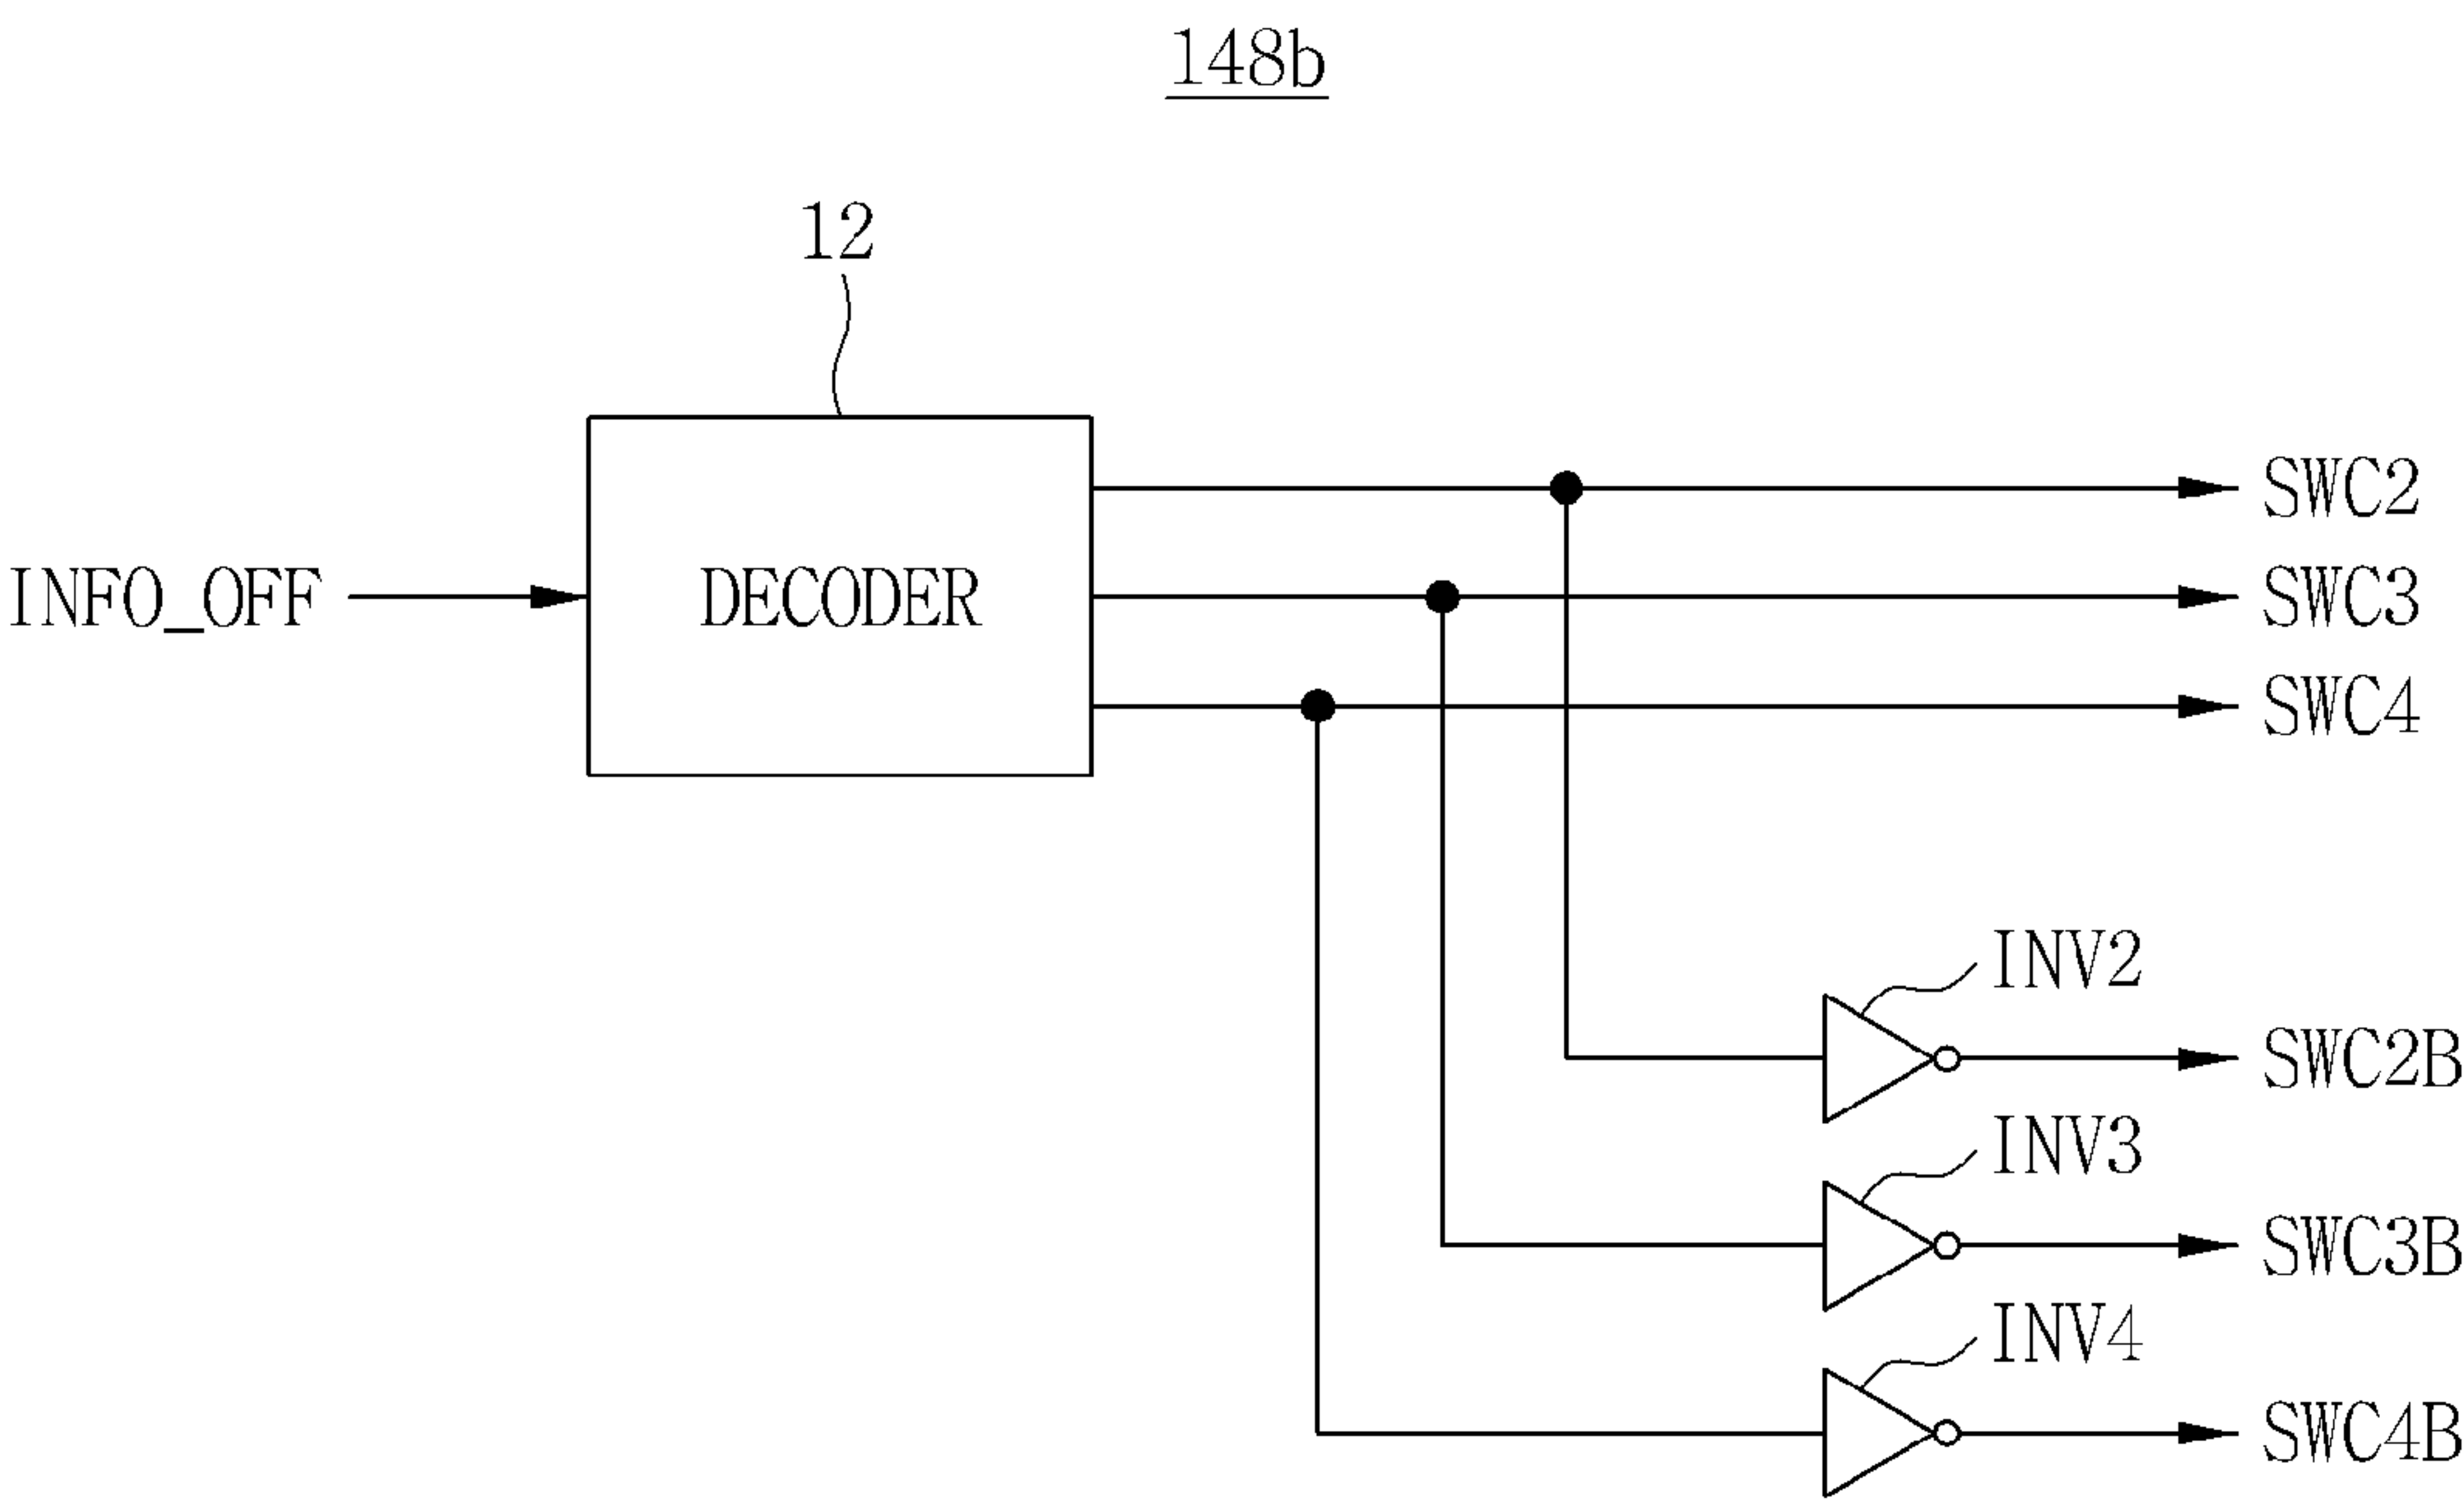 148b
12
INFO_OFF
DECODER
SWC2
SWC3
SWC4
INV2
SWC2B
INV3
SWC3B
INV4
SWC4B